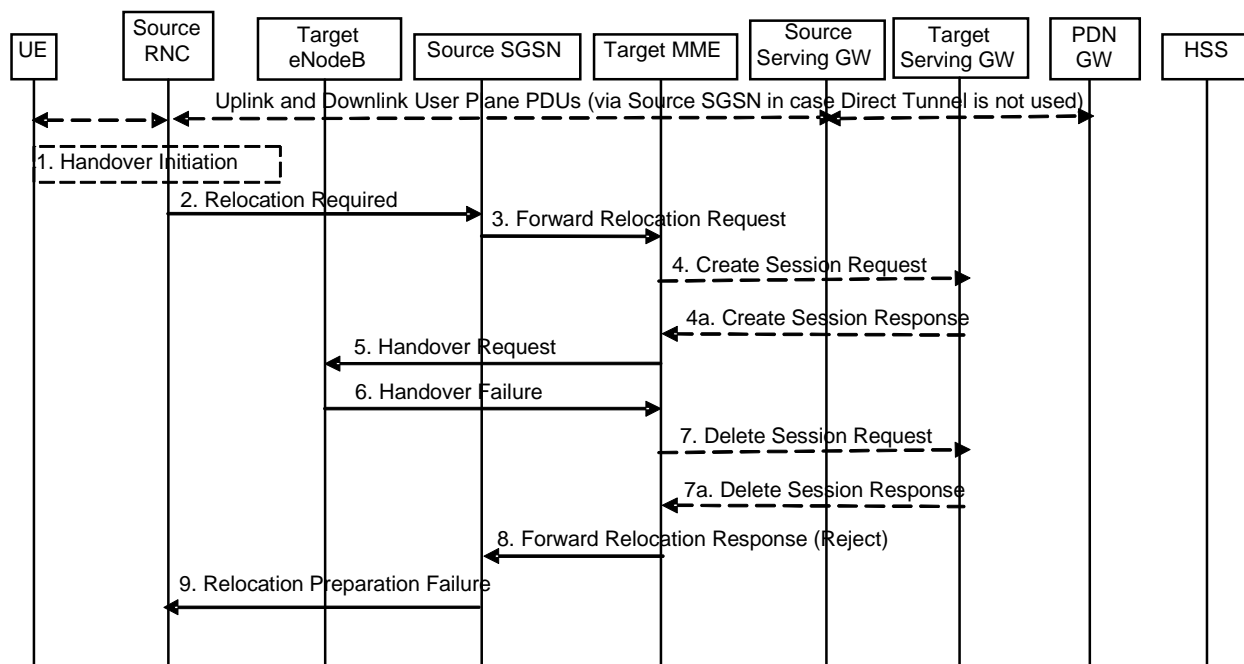 UE
Source
RNC
Target
eNodeB
Source SGSN
Target MME
Source
Serving GW
Target
Serving GW
PDN
GW
HSS
Uplink and Downlink User Plane PDUs (via Source SGSN in case Direct Tunnel is not used)
1. Handover Initiation
2. Relocation Required
3. Forward Relocation Request
4. Create Session Request
4a. Create Session Response
5. Handover Request
6. Handover Failure
7. Delete Session Request
7a. Delete Session Response
8. Forward Relocation Response (Reject)
9. Relocation Preparation Failure